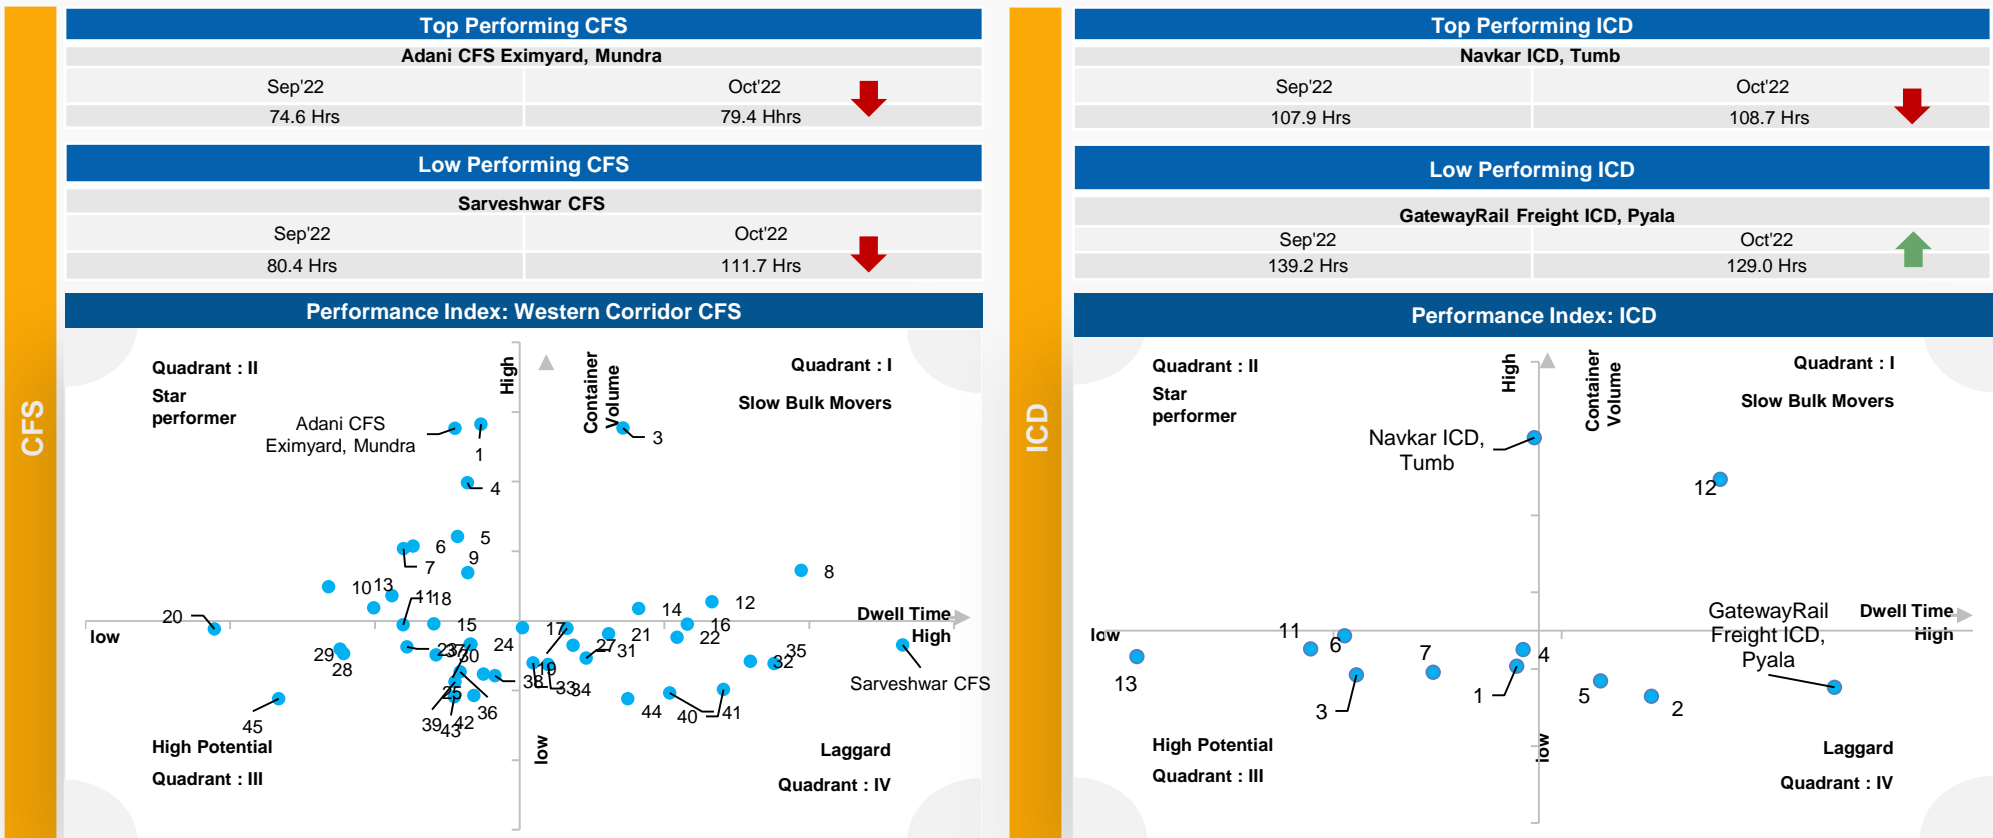 CFS
Top Performing CFS
Adani CFS Eximyard, Mundra
Sep'22 Oct'22
74.6 Hrs 79.4 Hhrs
Low Performing CFS
Sarveshwar CFS
Sep'22 Oct'22
80.4 Hrs 111.7 Hrs
Performance Index: Western Corridor CFS
Quadrant : II
Star
performer
High
Container
Volume
Quadrant : I
Slow Bulk Movers
Adani CFS
Eximyard, Mundra
1
3
4
5
6
7
9
8
10
13
11
18
20
15
24
17
14
12
16
22
21
27
31
Dwell Time
High
low
29
28
23
37
30
25
39
43
42
36
38
19
33
34
35
32
44
40
41
45
Sarveshwar CFS
low
High Potential
Quadrant : III
Laggard
Quadrant : IV
ICD
Top Performing ICD
Navkar ICD, Tumb
Sep'22 Oct'22
107.9 Hrs 108.7 Hrs
Low Performing ICD
GatewayRail Freight ICD, Pyala
Sep'22 Oct'22
139.2 Hrs 129.0 Hrs
Performance Index: ICD
Quadrant : II
Star
performer
High
Container
Volume
Quadrant : I
Slow Bulk Movers
Navkar ICD,
Tumb
12
GatewayRail
Freight ICD,
Pyala
Dwell Time
High
low
11
6
7
4
13
3
1
5
2
low
High Potential
Quadrant : III
Laggard
Quadrant : IV